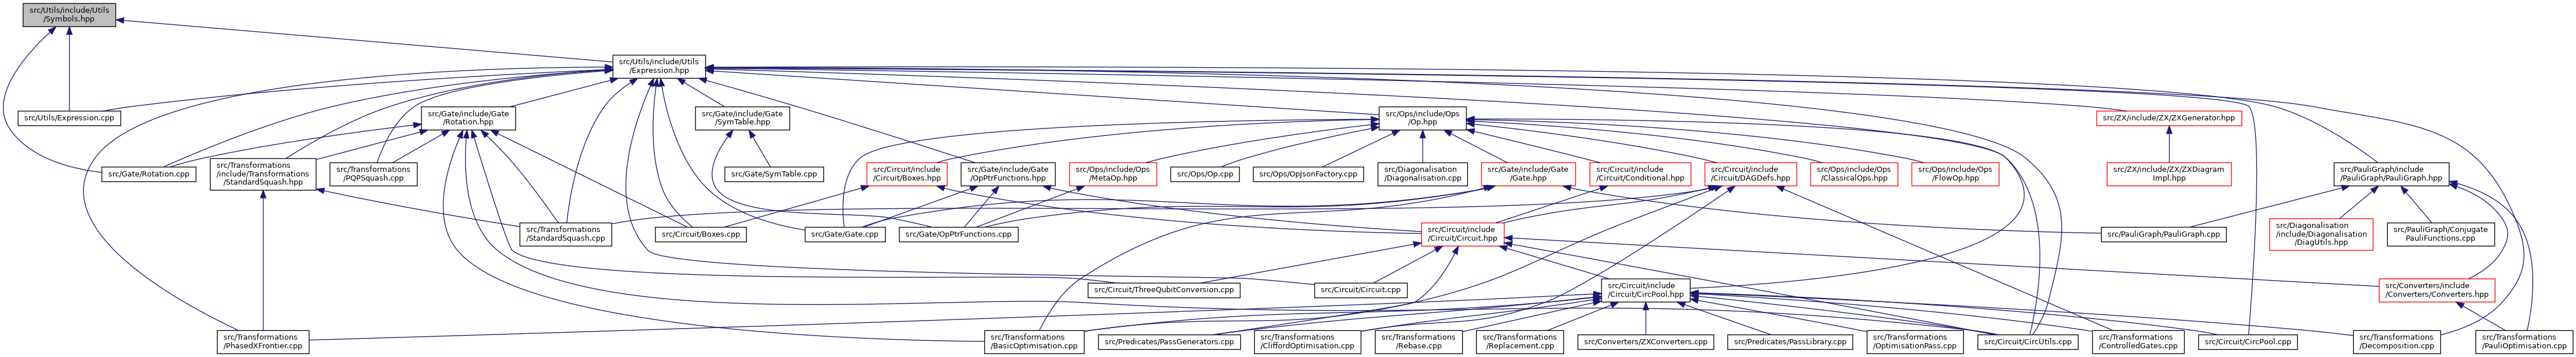 src/Utils/include/Utils
/Symbols.hpp
src/Utils/include/Utils
/Expression.hpp
src/Utils/Expression.cpp
src/Gate/include/Gate
/Rotation.hpp
src/Gate/include/Gate
/SymTable.hpp
src/Ops/include/Ops
/Op.hpp
src/ZX/include/ZX/ZXGenerator.hpp
src/Gate/Rotation.cpp
src/Transformations
/include/Transformations
/StandardSquash.hpp
src/Transformations
/PQPSquash.cpp
src/Gate/SymTable.cpp
src/Circuit/include
/Circuit/Boxes.hpp
src/Gate/include/Gate
/OpPtrFunctions.hpp
src/Ops/include/Ops
/MetaOp.hpp
src/Ops/Op.cpp
src/Ops/OpJsonFactory.cpp
src/Diagonalisation
/Diagonalisation.cpp
src/Gate/include/Gate
/Gate.hpp
src/Circuit/include
/Circuit/Conditional.hpp
src/Circuit/include
/Circuit/DAGDefs.hpp
src/Ops/include/Ops
/ClassicalOps.hpp
src/Ops/include/Ops
/FlowOp.hpp
src/ZX/include/ZX/ZXDiagram
Impl.hpp
src/PauliGraph/include
/PauliGraph/PauliGraph.hpp
src/Transformations
/StandardSquash.cpp
src/Circuit/Boxes.cpp
src/Gate/Gate.cpp
src/Gate/OpPtrFunctions.cpp
src/Circuit/include
/Circuit/Circuit.hpp
src/PauliGraph/PauliGraph.cpp
src/Diagonalisation
/include/Diagonalisation
/DiagUtils.hpp
src/PauliGraph/Conjugate
PauliFunctions.cpp
src/Circuit/ThreeQubitConversion.cpp
src/Circuit/Circuit.cpp
src/Circuit/include
/Circuit/CircPool.hpp
src/Converters/include
/Converters/Converters.hpp
src/Transformations
/PhasedXFrontier.cpp
src/Transformations
/BasicOptimisation.cpp
src/Predicates/PassGenerators.cpp
src/Transformations
/CliffordOptimisation.cpp
src/Transformations
/Rebase.cpp
src/Transformations
/Replacement.cpp
src/Converters/ZXConverters.cpp
src/Predicates/PassLibrary.cpp
src/Transformations
/OptimisationPass.cpp
src/Circuit/CircUtils.cpp
src/Transformations
/ControlledGates.cpp
src/Circuit/CircPool.cpp
src/Transformations
/Decomposition.cpp
src/Transformations
/PauliOptimisation.cpp